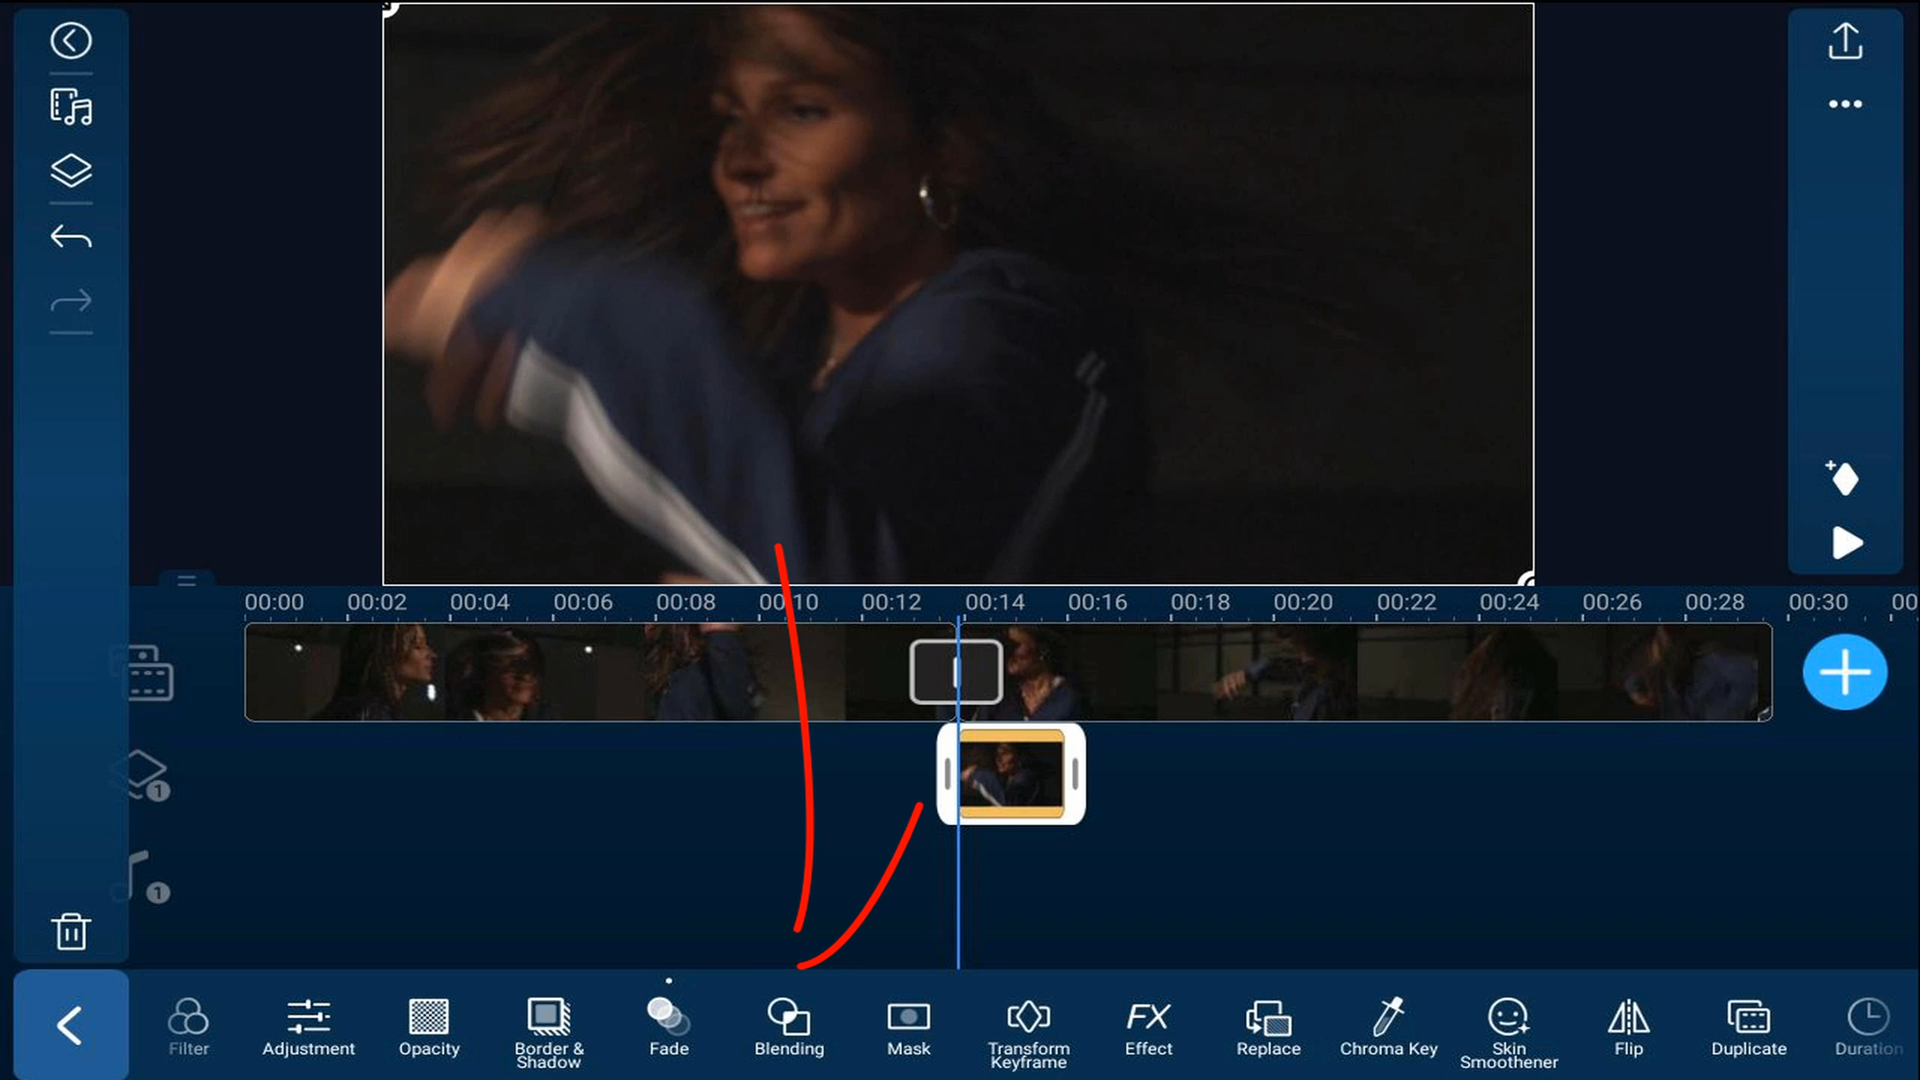 00:00 00:02 00:04 00:06 00:08 00:10 00:12 00:14 00:16 00:18 00:20 00:22 00:24 00:26 00:28 00:30 00
1
1
Filter Adjustment Opacity Border & Fade Blending Mask Transform FX Effect Replace Chroma Key Skin Flip Duplicate Duration
Shadow Keyframe Smoothener